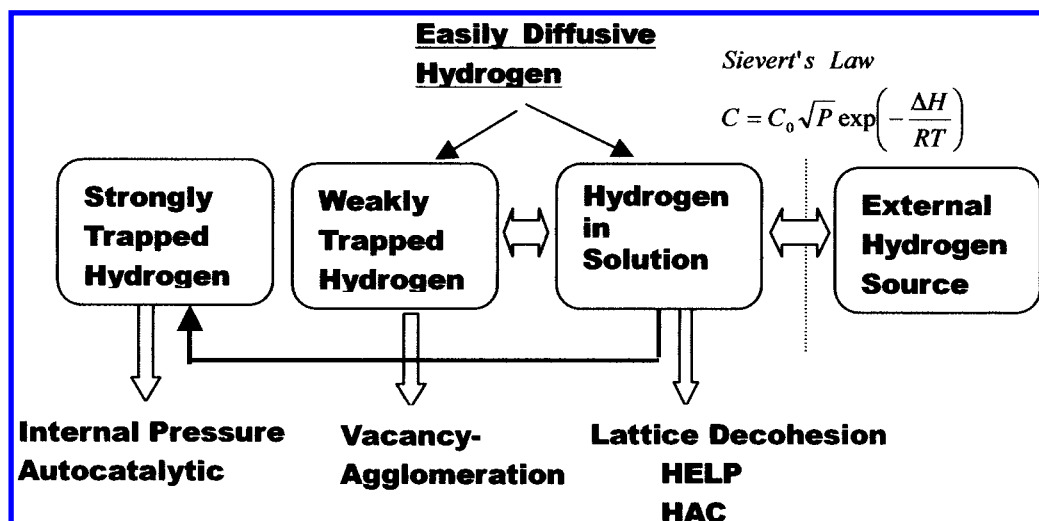 Easily Diffusive
Hydrogen
Sievert's Law
C = C₀ √P exp(−ΔH/RT)
Strongly
Trapped
Hydrogen
Weakly
Trapped
Hydrogen
Hydrogen
in
Solution
External
Hydrogen
Source
Internal Pressure
Autocatalytic
Vacancy-
Agglomeration
Lattice Decohesion
HELP
HAC